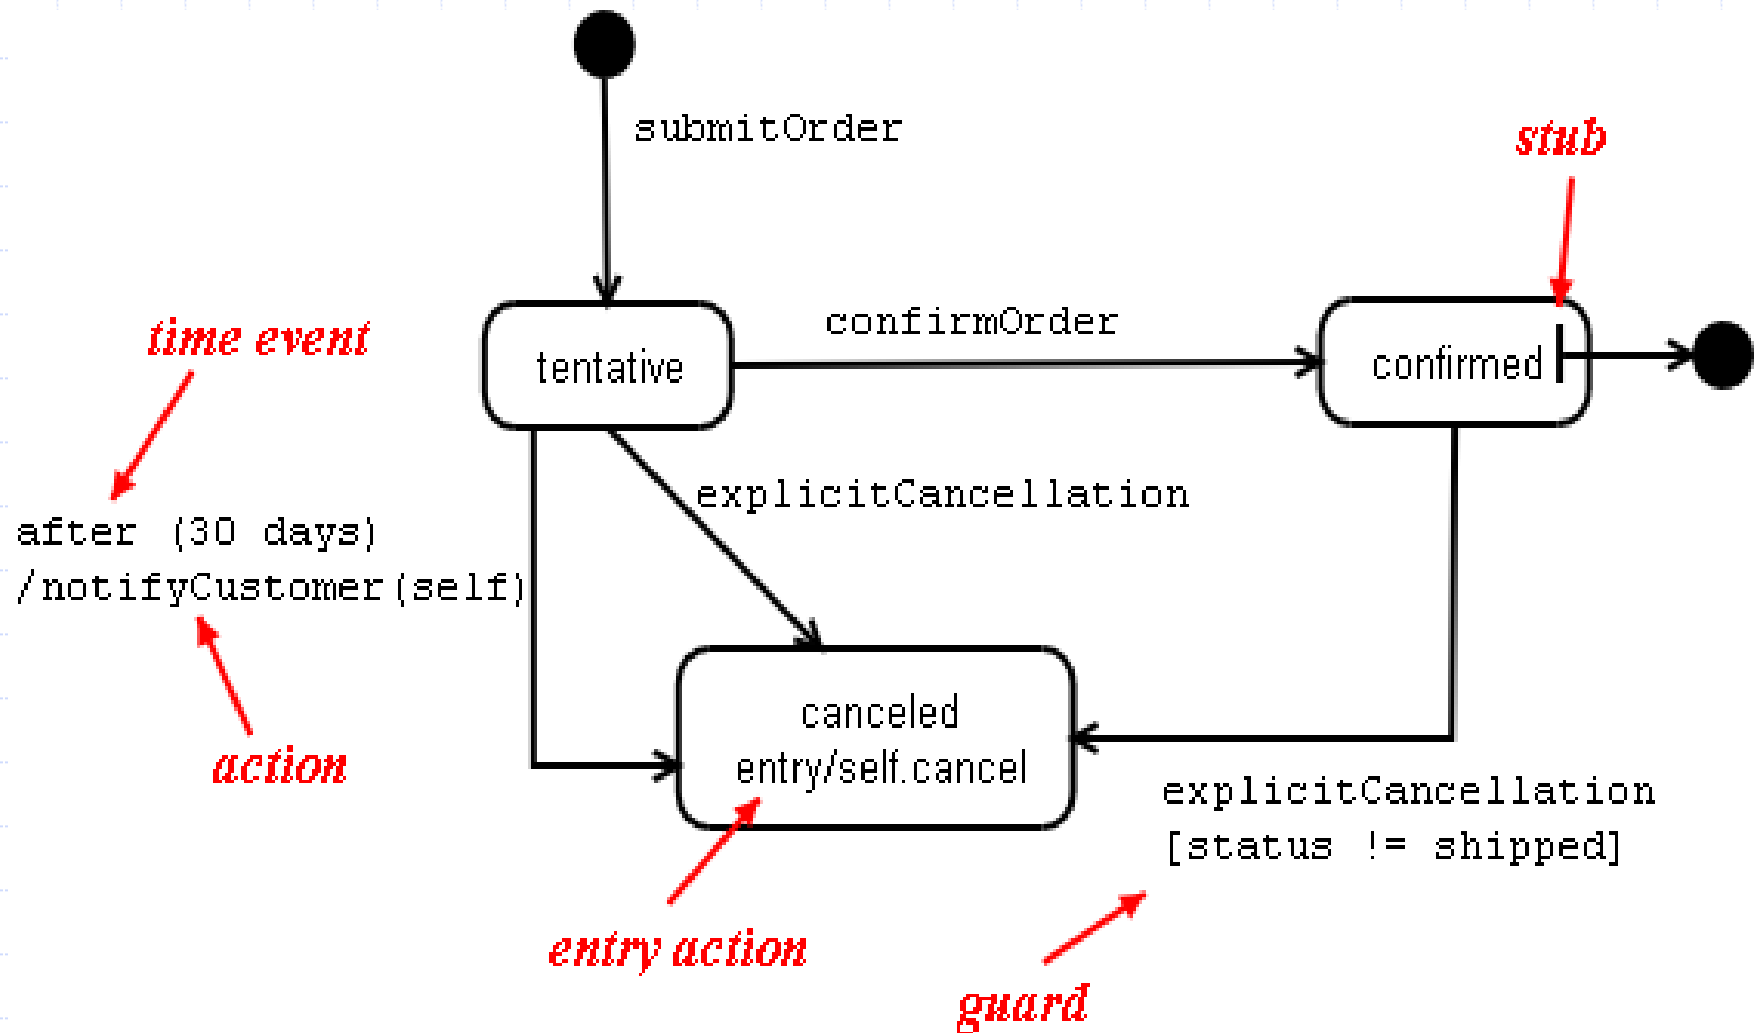 submitOrder
stub
confirmOrder
time event
tentative
confirmed
explicitCancellation
after (30 days)
/notifyCustomer(self)
action
canceled
entry/self.cancel
explicitCancellation
[status != shipped]
entry action
guard